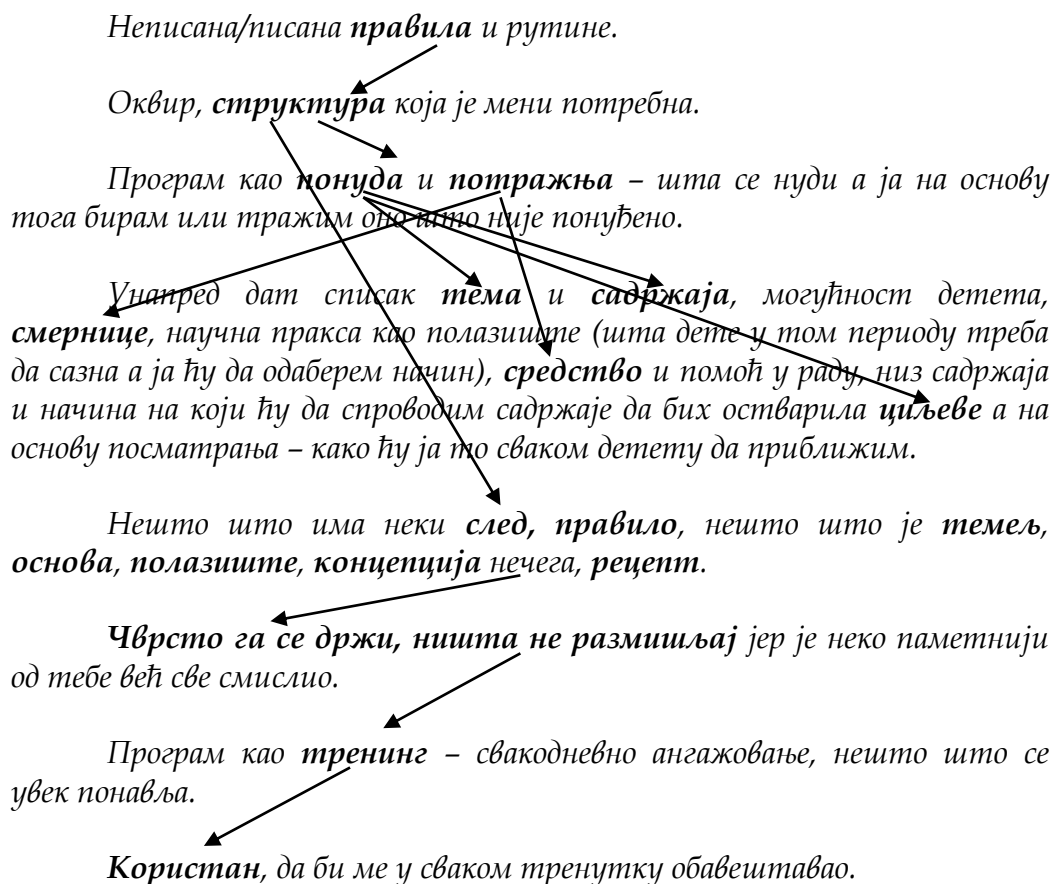 Неписана/писана правила и рутине.
Оквир, структура која је мени потребна.
Програм као понуда и потражња – шта се нуди а ја на основу
тога бирам или тражим оно што није понуђено.
Унапред дат списак тема и садржаја, могућност детета,
смернице, научна пракса као полазиште (шта дете у том периоду треба
да сазна а ја ћу да одаберем начин), средство и помоћ у раду, низ садржаја
и начина на који ћу да спроводим садржаје да бих остварила циљеве а на
основу посматрања – како ћу ја то сваком детету да приближим.
Нешто што има неки след, правило, нешто што је темељ,
основа, полазиште, концепција нечега, рецепт.
Чврсто га се држи, ништа не размишљај јер је неко паметнији
од тебе већ све смислио.
Програм као тренинг – свакодневно ангажовање, нешто што се
увек понавља.
Користан, да би ме у сваком тренутку обавештавао.